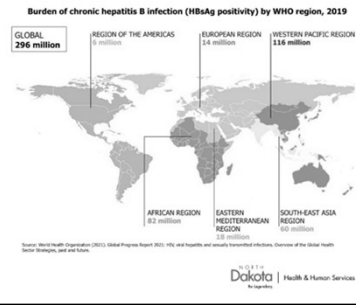 Burden of chronic hepatitis B infection (HBsAg positivity) by WHO region, 2019
GLOBAL
296 million
REGION OF THE AMERICAS
6 million
EUROPEAN REGION
14 million
WESTERN PACIFIC REGION
116 million
AFRICAN REGION
82 million
EASTERN
MEDITERRANEAN
REGION
18 million
SOUTH-EAST ASIA
REGION
60 million
Source: World Health Organization (2021). Global Progress Report 2021: HIV, viral hepatitis and sexually transmitted infections. Overview of the Global Health
Sector Strategies, past and future.
NORTH
Dakota | Health & Human Services
Be Legendary